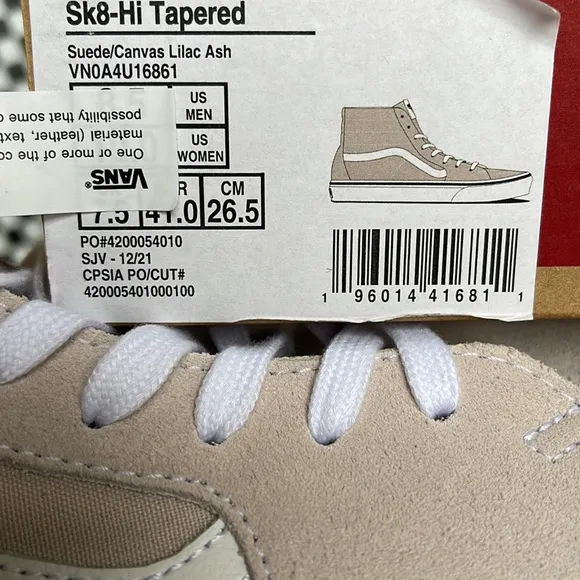 Sk8-Hi Tapered
Suede/Canvas Lilac Ash
VN0A4U16861
US
MEN
US
WOMEN
CM
7.5 41.0 26.5
PO#4200054010
SJV - 12/21
CPSIA PO/CUT#
420005401000100
1 96014 41681 1
VANS®
One or more of the co
material (leather, text
possibility that some